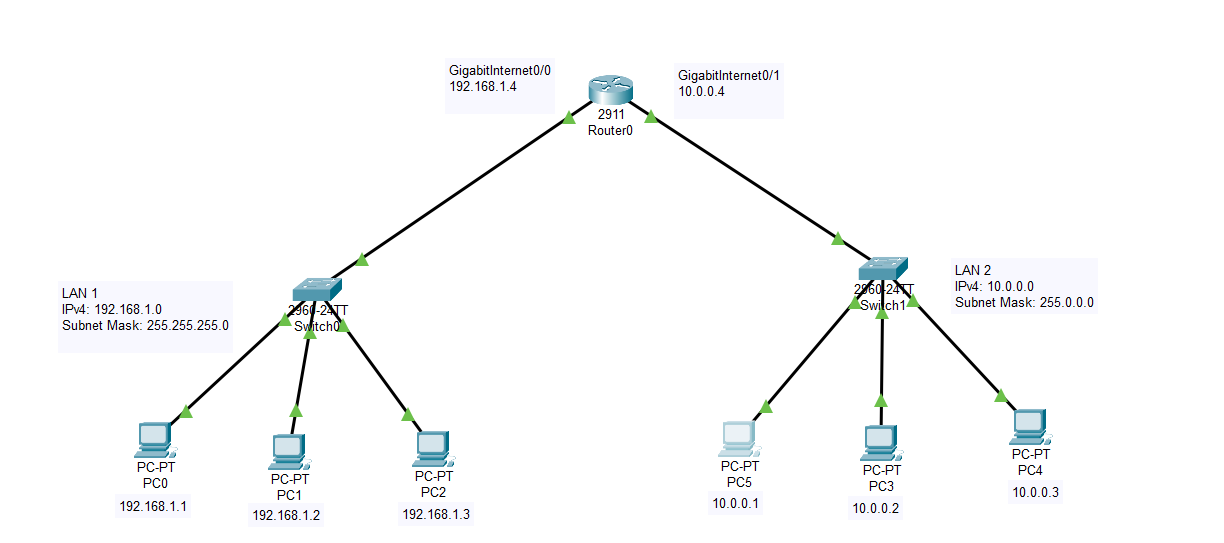 GigabitInternet0/0
192.168.1.4
GigabitInternet0/1
10.0.0.4
2911
Router0
LAN 1
IPv4: 192.168.1.0
Subnet Mask: 255.255.255.0
2960-24TT
Switch0
LAN 2
IPv4: 10.0.0.0
Subnet Mask: 255.0.0.0
2960-24TT
Switch1
PC-PT
PC0
192.168.1.1
PC-PT
PC1
192.168.1.2
PC-PT
PC2
192.168.1.3
PC-PT
PC5
10.0.0.1
PC-PT
PC3
10.0.0.2
PC-PT
PC4
10.0.0.3